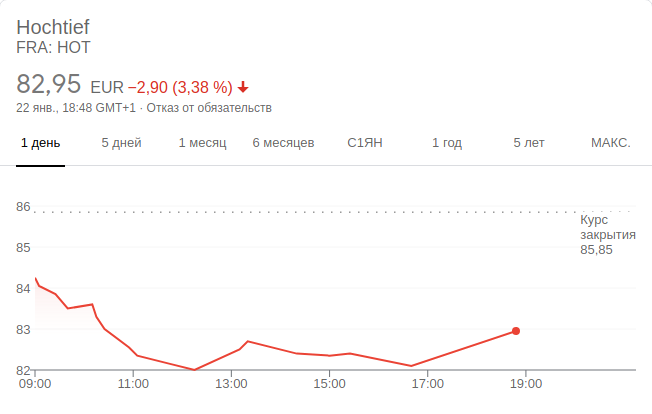 Hochtief
FRA: HOT
82,95 EUR −2,90 (3,38 %)
22 янв., 18:48 GMT+1 · Отказ от обязательств
1 день 5 дней 1 месяц 6 месяцев С1ЯН 1 год 5 лет МАКС.
86
Курс
закрытия
85,85
85
84
83
82
09:00 11:00 13:00 15:00 17:00 19:00